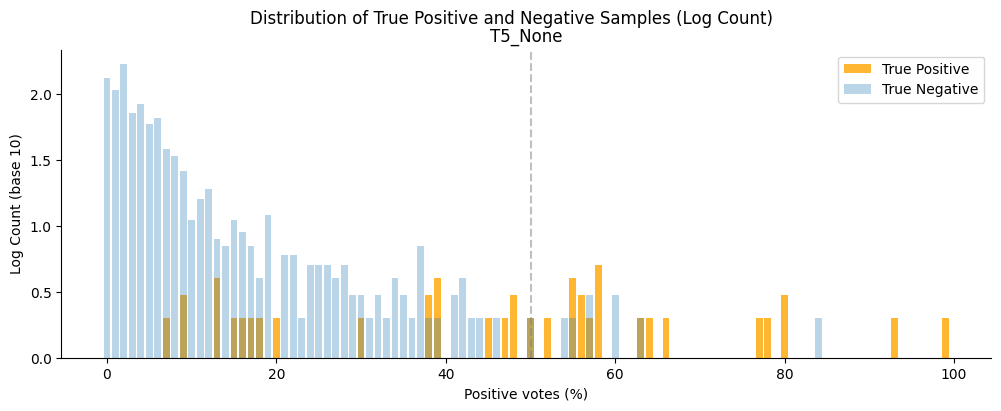 Distribution of True Positive and Negative Samples (Log Count)
T5_None
True Positive
True Negative
Log Count (base 10)
2.0
1.5
1.0
0.5
0.0
0
20
40
60
80
100
Positive votes (%)